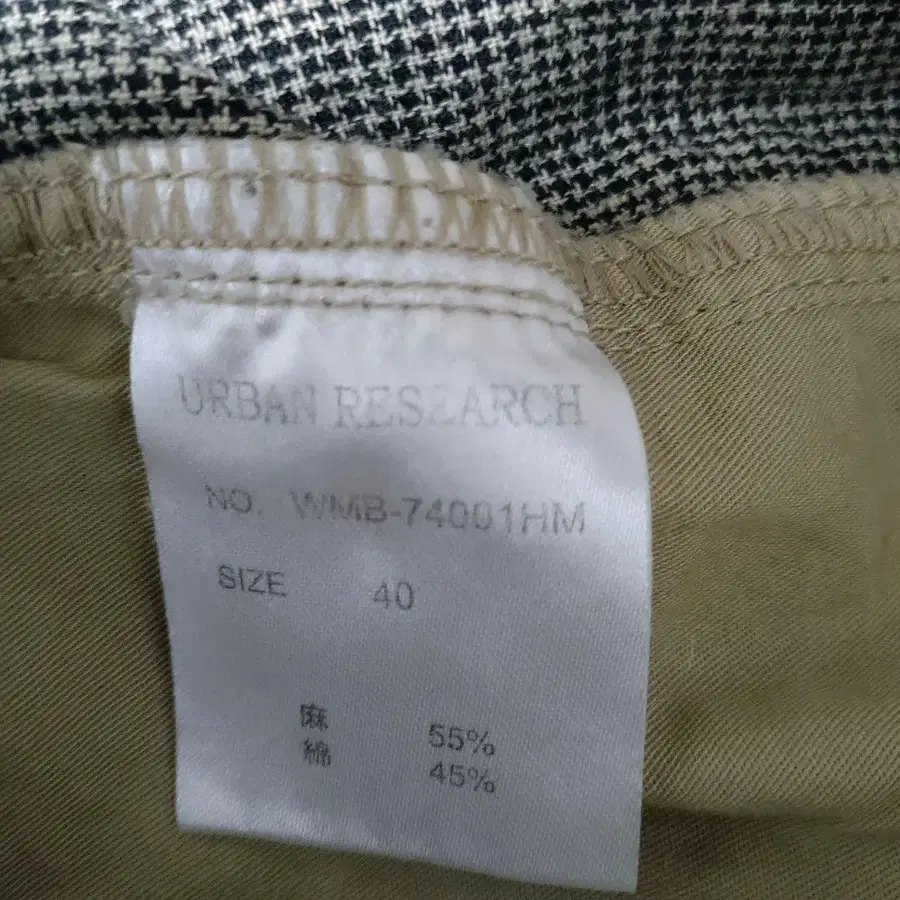 URBAN RESEARCH
NO. WMB-74001HM
SIZE 40
麻 55%
綿 45%